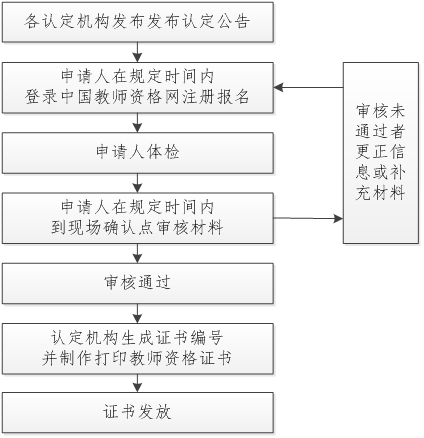 各认定机构发布发布认定公告
申请人在规定时间内
登录中国教师资格网注册报名
申请人体检
申请人在规定时间内
到现场确认点审核材料
审核通过
认定机构生成证书编号
并制作打印教师资格证书
证书发放
审核未
通过者
更正信
息或补
充材料